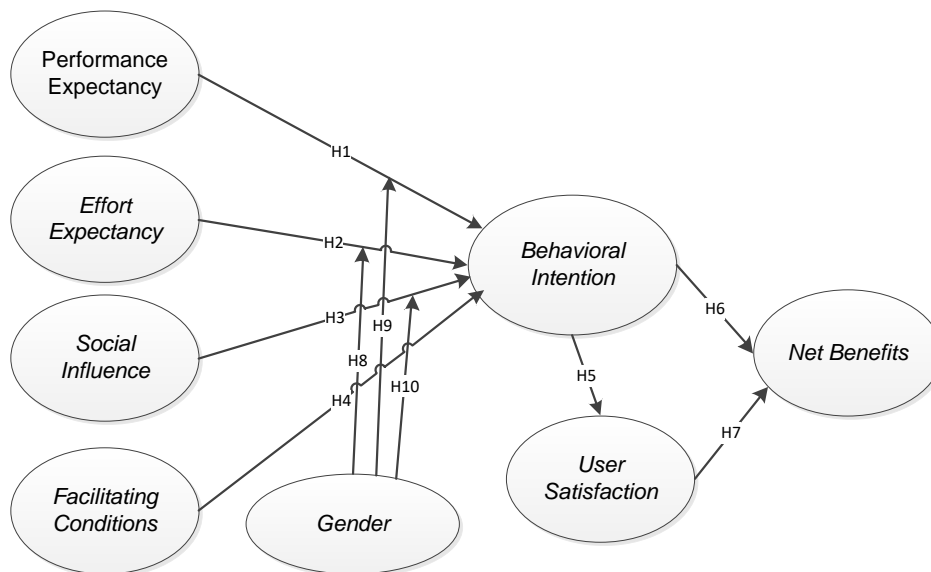 Performance
Expectancy
H1
Effort
Expectancy
H2
Behavioral
Intention
H6
H3
Social
Influence
H9
H8
H10
H4
H5
Net Benefits
H7
User
Satisfaction
Facilitating
Conditions
Gender